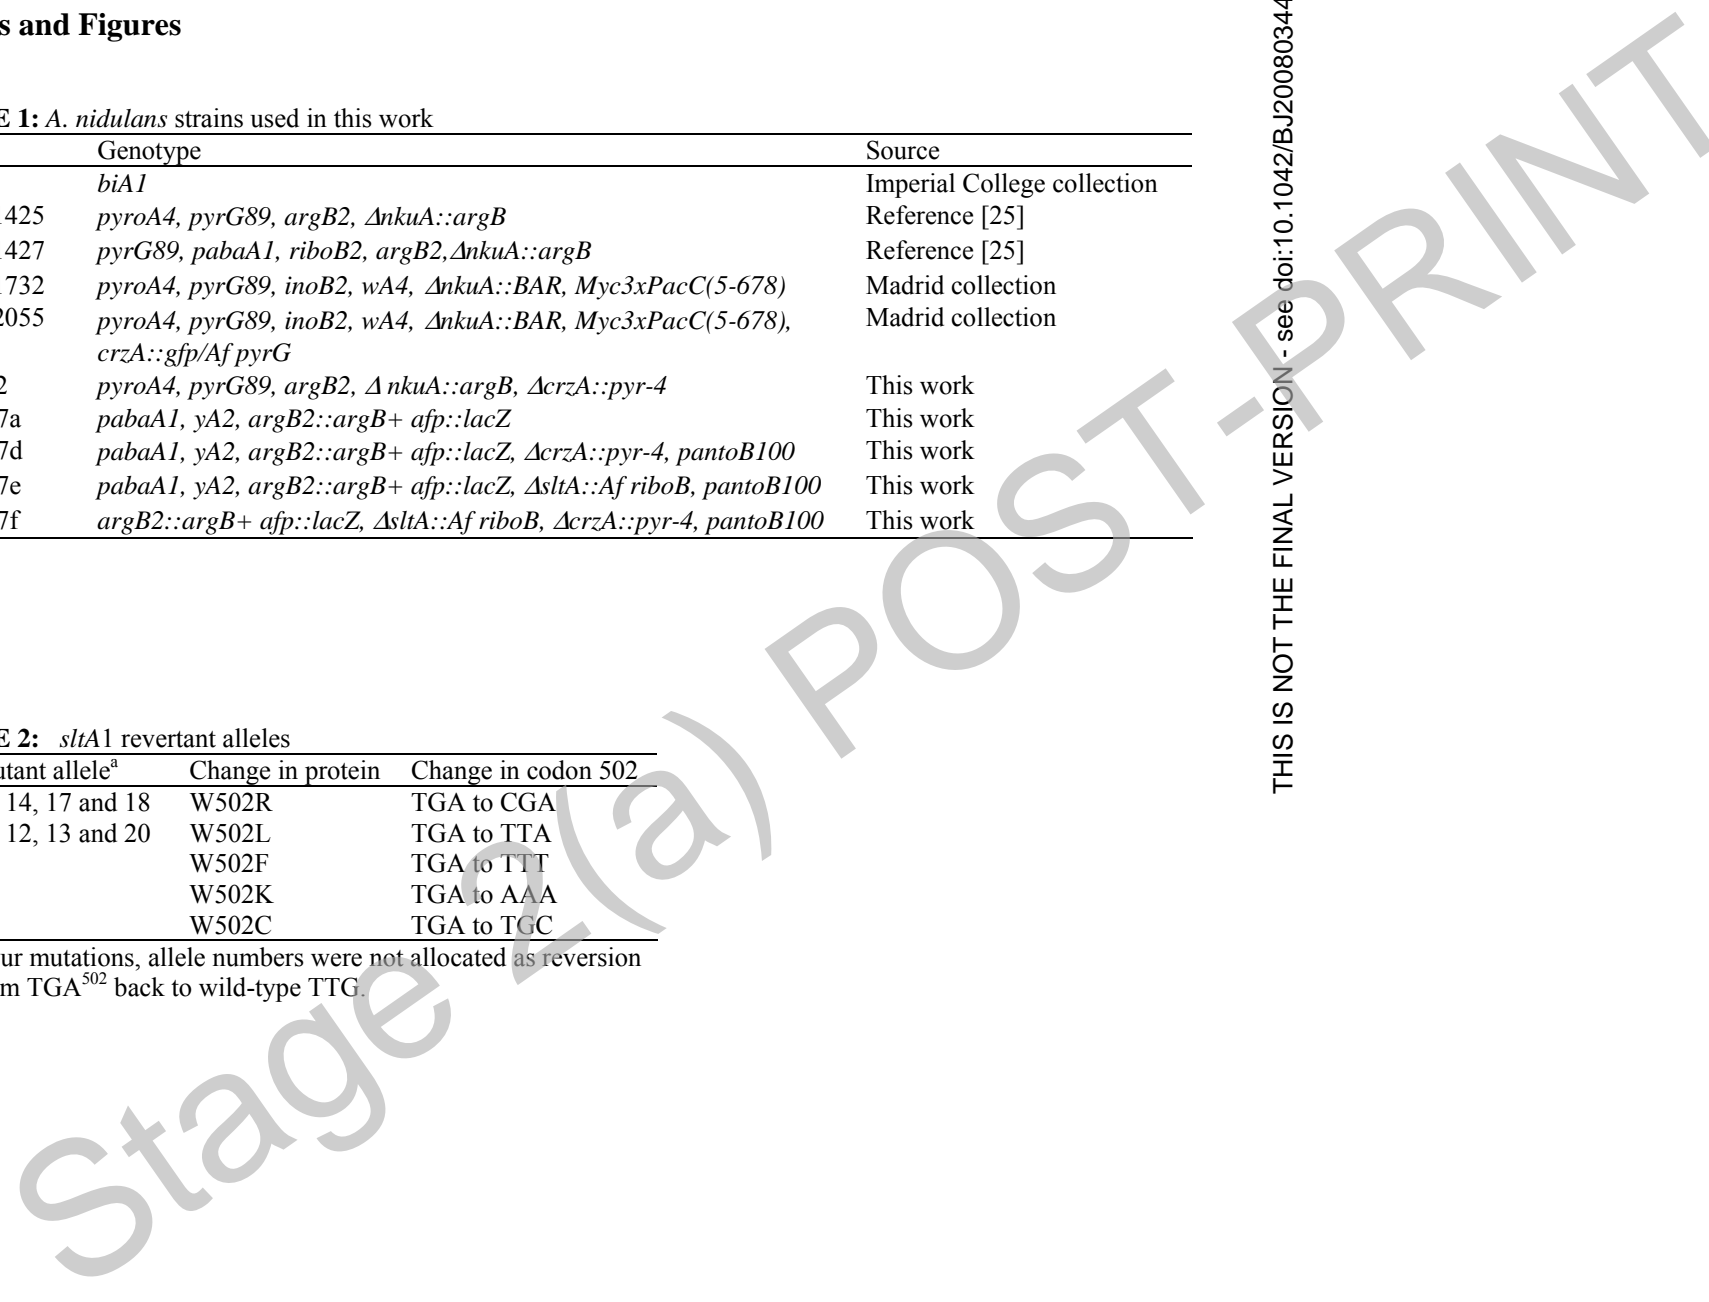 s and Figures
E 1: A. nidulans strains used in this work
Genotype Source
biA1 Imperial College collection
1425 pyroA4, pyrG89, argB2, ΔnkuA::argB Reference [25]
1427 pyrG89, pabaA1, riboB2, argB2,ΔnkuA::argB Reference [25]
1732 pyroA4, pyrG89, inoB2, wA4, ΔnkuA::BAR, Myc3xPacC(5-678) Madrid collection
2055 pyroA4, pyrG89, inoB2, wA4, ΔnkuA::BAR, Myc3xPacC(5-678), Madrid collection
crzA::gfp/Af pyrG
2 pyroA4, pyrG89, argB2, Δ nkuA::argB, ΔcrzA::pyr-4 This work
7a pabaA1, yA2, argB2::argB+ afp::lacZ This work
7d pabaA1, yA2, argB2::argB+ afp::lacZ, ΔcrzA::pyr-4, pantoB100 This work
7e pabaA1, yA2, argB2::argB+ afp::lacZ, ΔsltA::Af riboB, pantoB100 This work
7f argB2::argB+ afp::lacZ, ΔsltA::Af riboB, ΔcrzA::pyr-4, pantoB100 This work
E 2: sltA1 revertant alleles
utant allele^a Change in protein Change in codon 502
14, 17 and 18 W502R TGA to CGA
12, 13 and 20 W502L TGA to TTA
W502F TGA to TTT
W502K TGA to AAA
W502C TGA to TGC
ur mutations, allele numbers were not allocated as reversion
m TGA^502 back to wild-type TTG.
THIS IS NOT THE FINAL VERSION - see doi:10.1042/BJ20080344
Stage 2(a) POST-PRINT